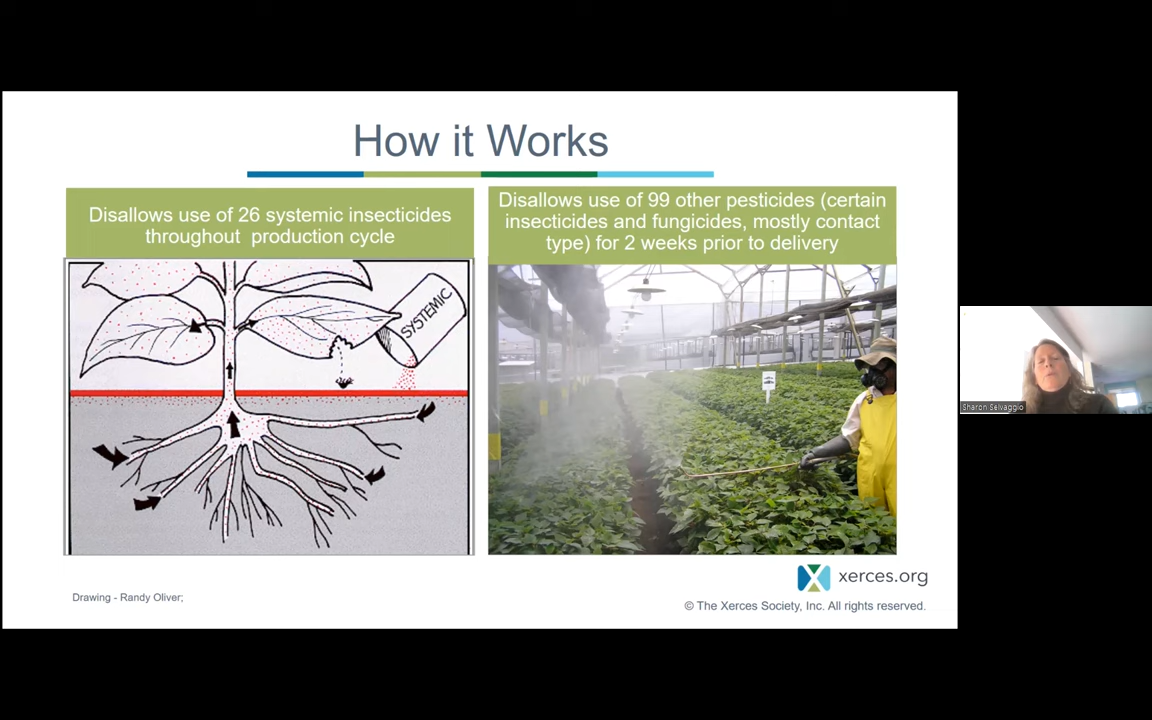 How it Works
Disallows use of 26 systemic insecticides
throughout production cycle
Disallows use of 99 other pesticides (certain
insecticides and fungicides, mostly contact
type) for 2 weeks prior to delivery
SYSTEMIC
Sharon Selvaggio
xerces.org
Drawing - Randy Oliver;
© The Xerces Society, Inc. All rights reserved.